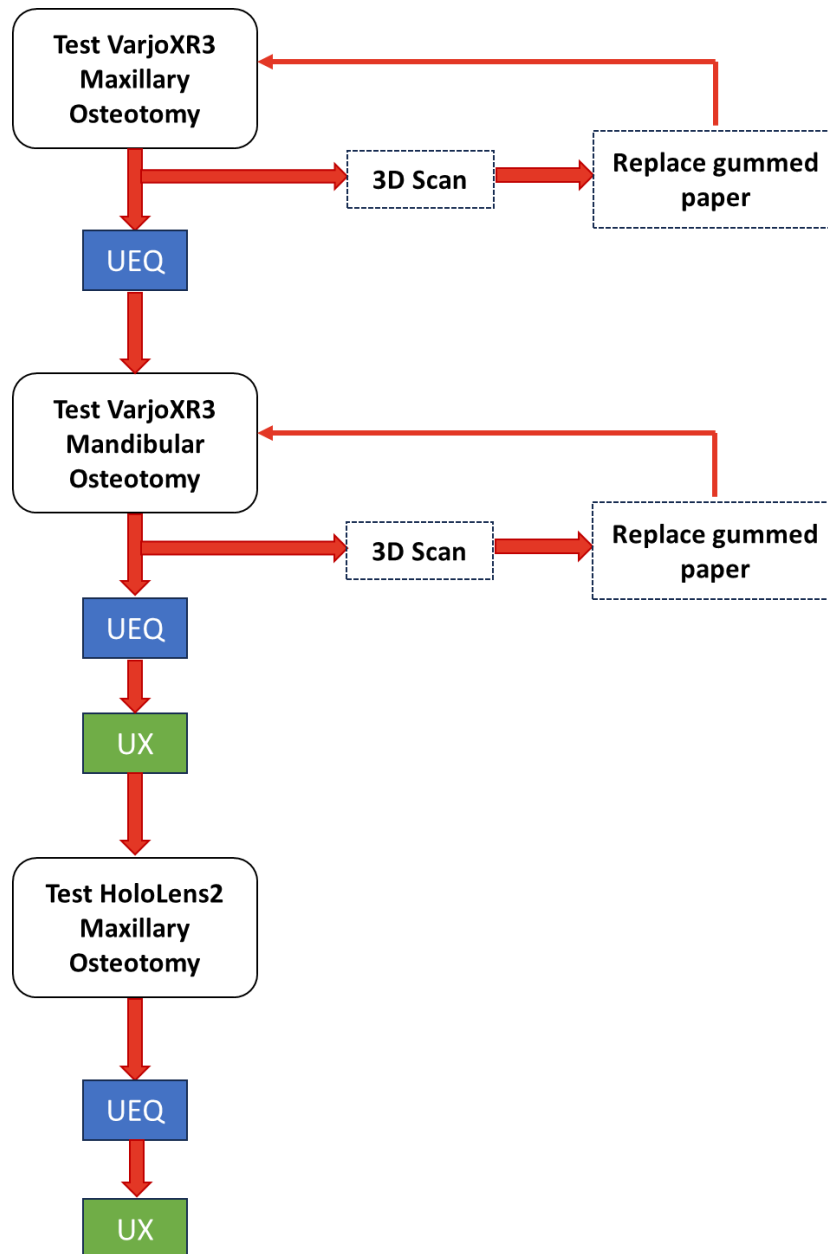 Test VarjoXR3
Maxillary
Osteotomy
3D Scan
Replace gummed
paper
UEQ
Test VarjoXR3
Mandibular
Osteotomy
3D Scan
Replace gummed
paper
UEQ
UX
Test HoloLens2
Maxillary
Osteotomy
UEQ
UX